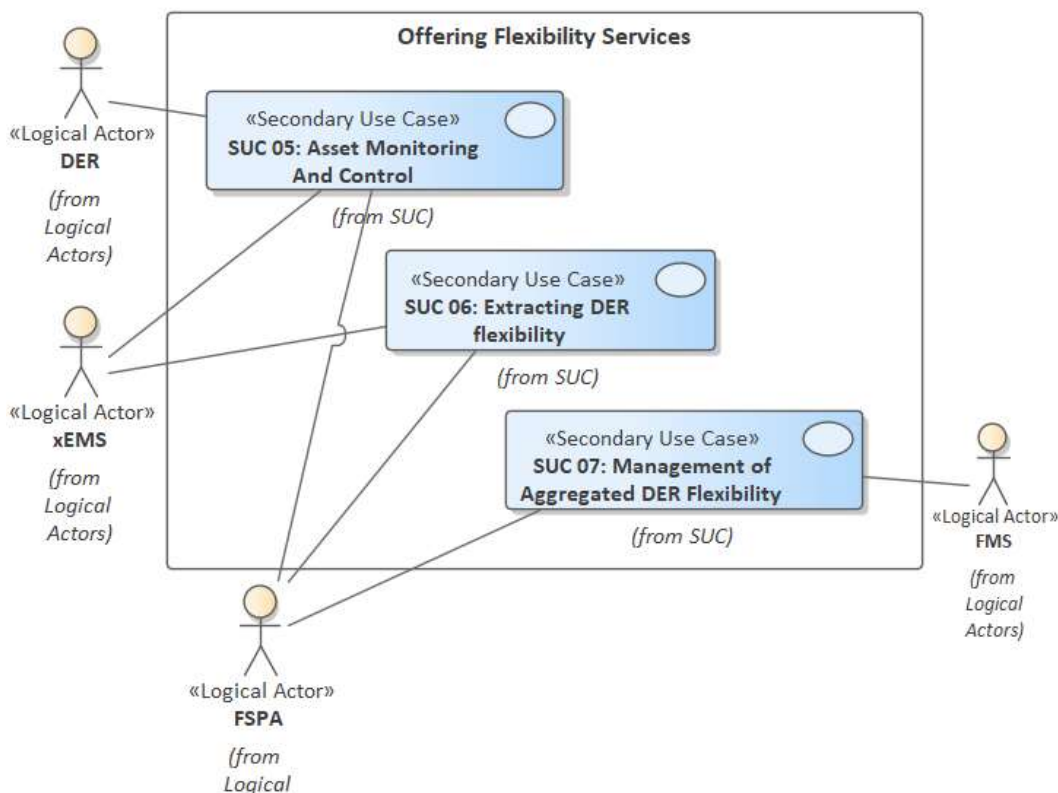 Offering Flexibility Services
«Logical Actor»
DER
(from
Logical
Actors)
«Secondary Use Case»
SUC 05: Asset Monitoring
And Control
(from SUC)
«Secondary Use Case»
SUC 06: Extracting DER
flexibility
(from SUC)
«Logical Actor»
xEMS
(from
Logical
Actors)
«Secondary Use Case»
SUC 07: Management of
Aggregated DER Flexibility
(from SUC)
«Logical Actor»
FMS
(from
Logical
Actors)
«Logical Actor»
FSPA
(from
Logical